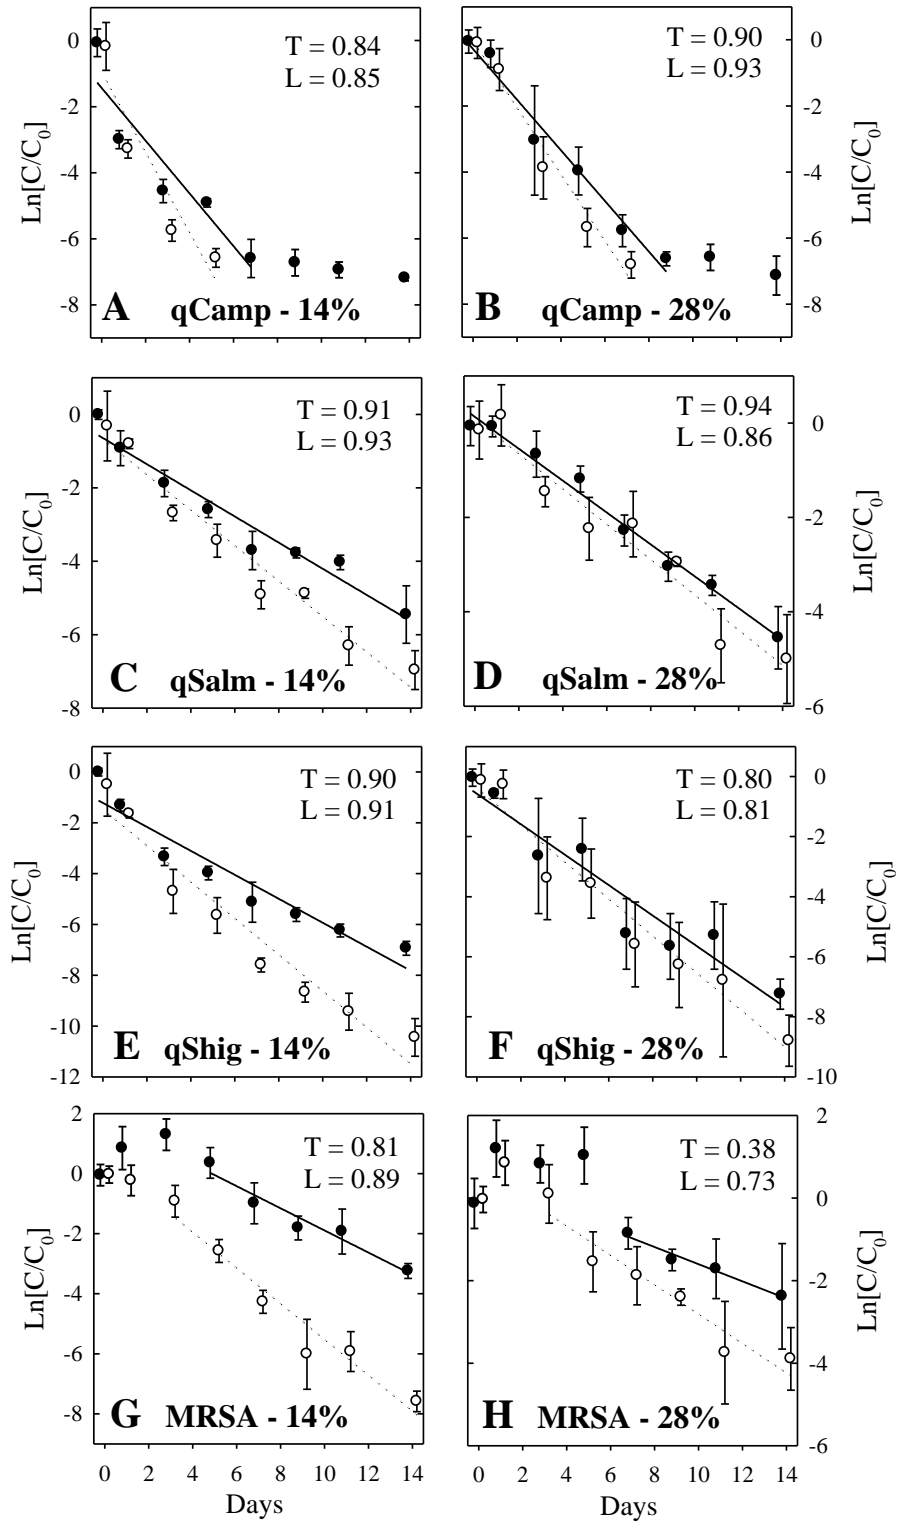 0
-2
-4
-6
-8
Ln[C/C0]
T = 0.84
L = 0.85
A qCamp - 14%
0
-2
-4
-6
-8
Ln[C/C0]
T = 0.90
L = 0.93
B qCamp - 28%
0
-2
-4
-6
-8
Ln[C/C0]
T = 0.91
L = 0.93
C qSalm - 14%
0
-2
-4
-6
Ln[C/C0]
T = 0.94
L = 0.86
D qSalm - 28%
0
-2
-4
-6
-8
-10
-12
Ln[C/C0]
T = 0.90
L = 0.91
E qShig - 14%
0
-2
-4
-6
-8
-10
Ln[C/C0]
T = 0.80
L = 0.81
F qShig - 28%
2
0
-2
-4
-6
-8
Ln[C/C0]
T = 0.81
L = 0.89
G MRSA - 14%
0 2 4 6 8 10 12 14
Days
2
0
-2
-4
-6
Ln[C/C0]
T = 0.38
L = 0.73
H MRSA - 28%
0 2 4 6 8 10 12 14
Days